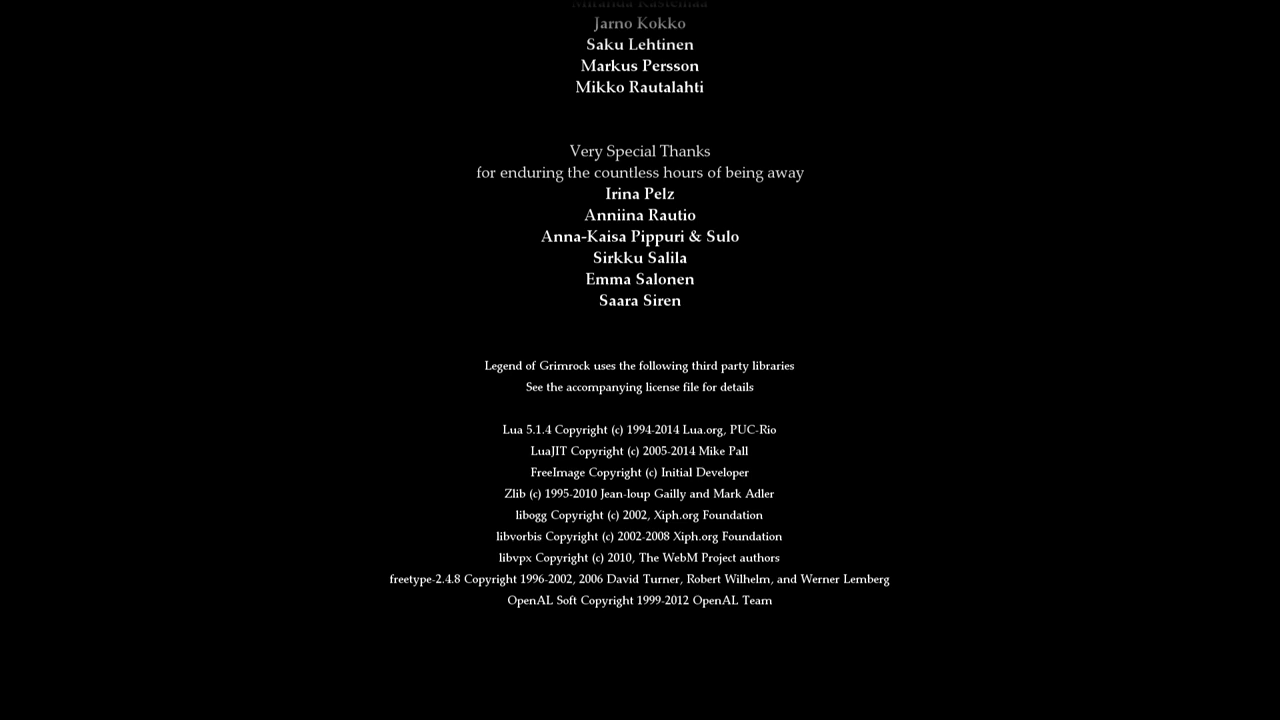 Jarno Kokko
Saku Lehtinen
Markus Persson
Mikko Rautalahti
Very Special Thanks
for enduring the countless hours of being away
Irina Pelz
Anniina Rautio
Anna-Kaisa Pippuri & Sulo
Sirkku Salila
Emma Salonen
Saara Siren
Legend of Grimrock uses the following third party libraries
See the accompanying license file for details
Lua 5.1.4 Copyright (c) 1994-2014 Lua.org, PUC-Rio
LuaJIT Copyright (c) 2005-2014 Mike Pall
FreeImage Copyright (c) Initial Developer
Zlib (c) 1995-2010 Jean-loup Gailly and Mark Adler
libogg Copyright (c) 2002, Xiph.org Foundation
libvorbis Copyright (c) 2002-2008 Xiph.org Foundation
libvpx Copyright (c) 2010, The WebM Project authors
freetype-2.4.8 Copyright 1996-2002, 2006 David Turner, Robert Wilhelm, and Werner Lemberg
OpenAL Soft Copyright 1999-2012 OpenAL Team